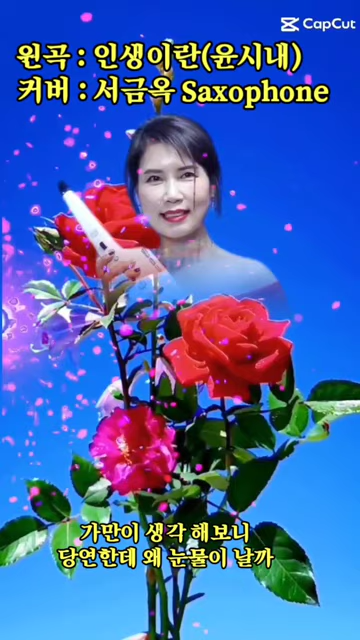 CapCut
원곡 : 인생이란(윤시내)
커버 : 서금옥 Saxophone
가만이 생각 해보니
당연한데 왜 눈물이 날까